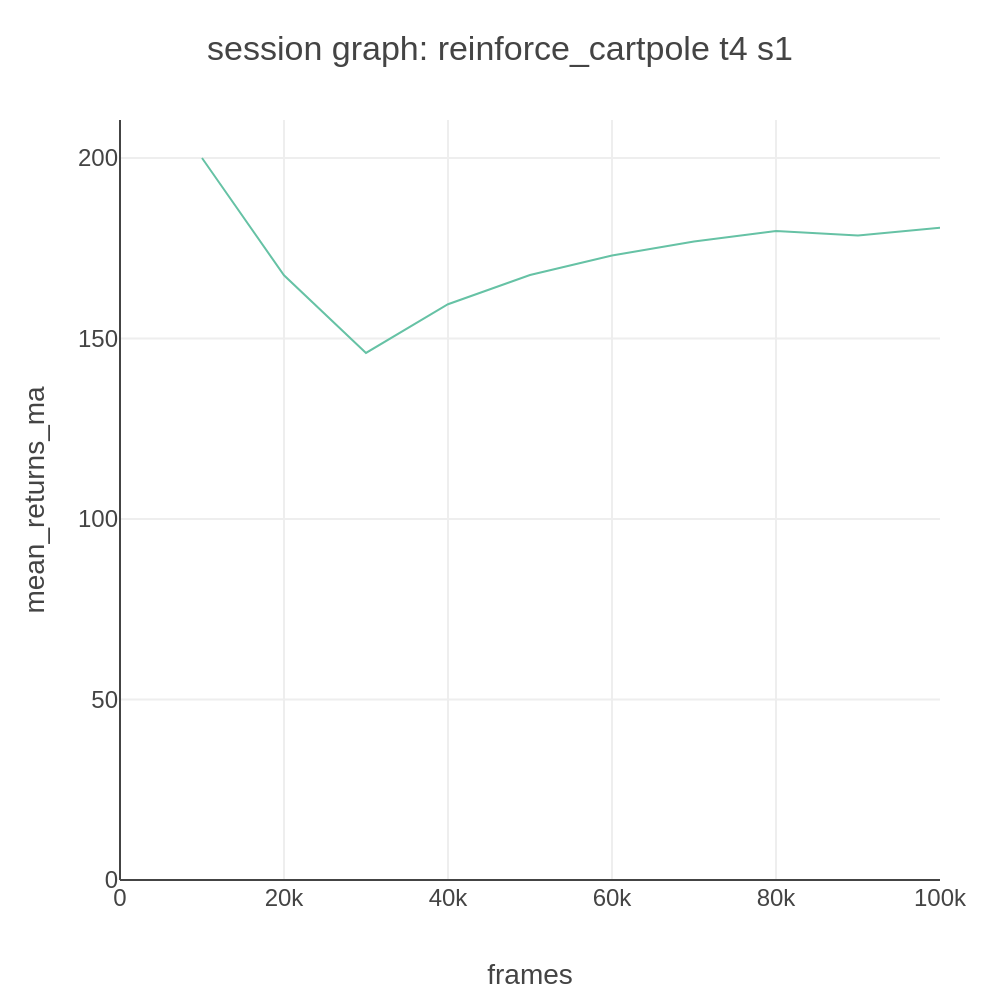 session graph: reinforce_cartpole t4 s1
mean_returns_ma
200
150
100
50
0
0 20k 40k 60k 80k 100k
frames